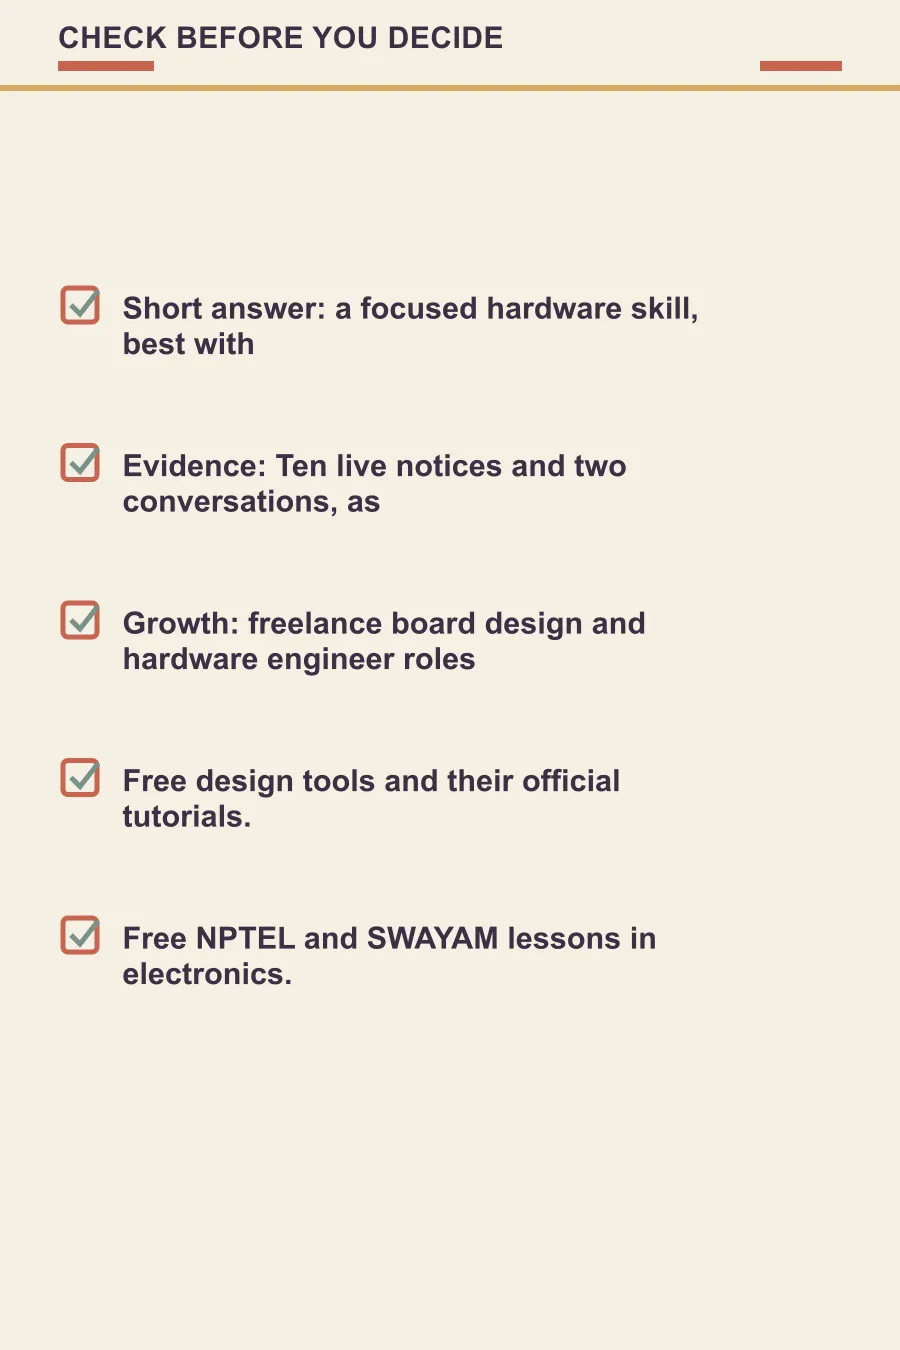 CHECK BEFORE YOU DECIDE
Short answer: a focused hardware skill,
best with
Evidence: Ten live notices and two
conversations, as
Growth: freelance board design and
hardware engineer roles
Free design tools and their official
tutorials.
Free NPTEL and SWAYAM lessons in
electronics.